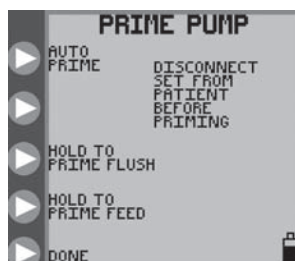 PRIME PUMP
AUTO
PRIME
DISCONNECT
SET FROM
PATIENT
BEFORE
PRIMING
HOLD TO
PRIME FLUSH
HOLD TO
PRIME FEED
DONE